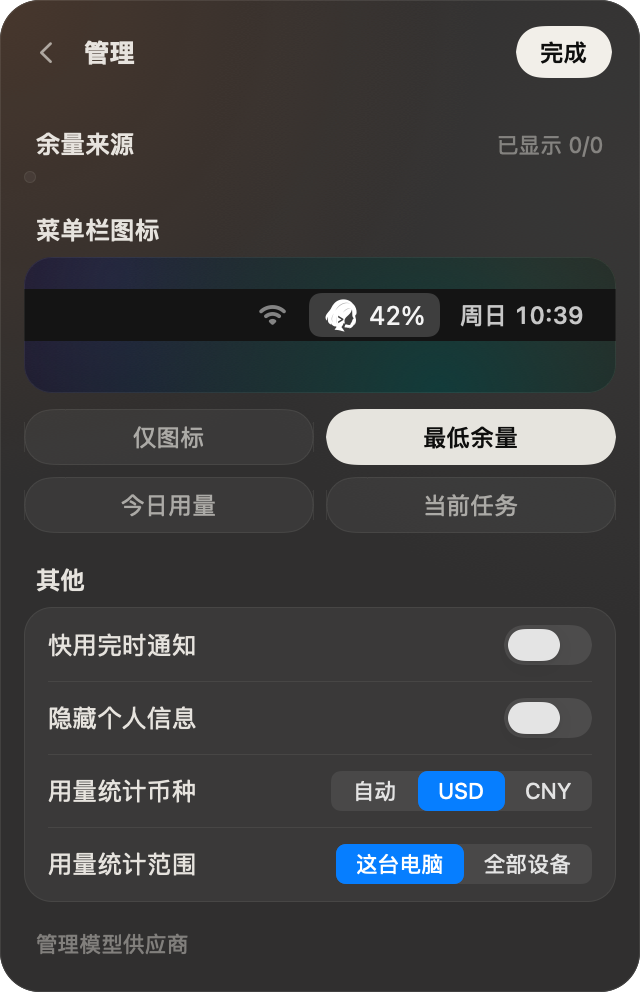 管理
完成
余量来源
已显示 0/0
菜单栏图标
42%
周日 10:39
仅图标
最低余量
今日用量
当前任务
其他
快用完时通知
隐藏个人信息
用量统计币种
自动 USD CNY
用量统计范围
这台电脑 全部设备
管理模型供应商